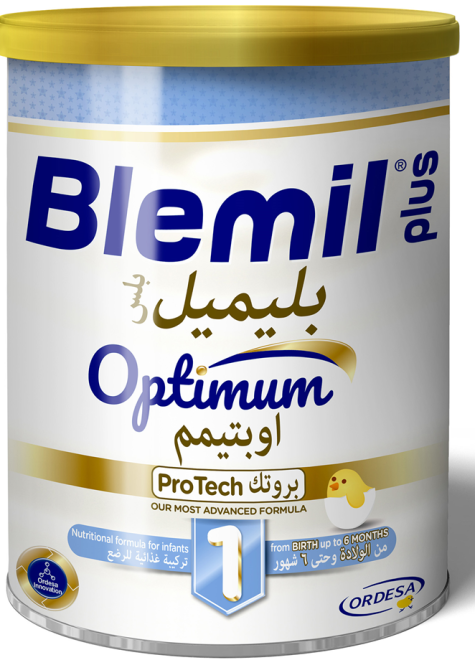 Blemil® plus
بليميل بلس
Optimum
اوبتيمم
ProTech بروتك
OUR MOST ADVANCED FORMULA
Nutritional formula for infants
تركيبة غذائية للرضع
1
from BIRTH up to 6 MONTHS
من الولادة وحتى ٦ شهور
Ordesa
Innovation
ORDESA